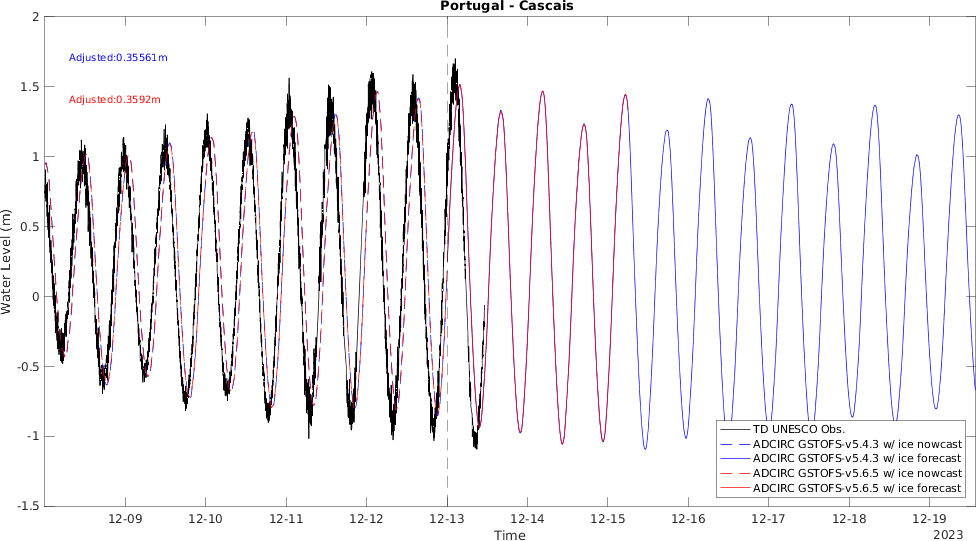 Portugal - Cascais
2
Adjusted:0.35561m
1.5
Adjusted:0.3592m
1
0.5
Water Level (m)
0
-0.5
-1
TD UNESCO Obs.
ADCIRC GSTOFS-v5.4.3 w/ ice nowcast
ADCIRC GSTOFS-v5.4.3 w/ ice forecast
ADCIRC GSTOFS-v5.6.5 w/ ice nowcast
ADCIRC GSTOFS-v5.6.5 w/ ice forecast
-1.5
12-09 12-10 12-11 12-12 12-13 12-14 12-15 12-16 12-17 12-18 12-19
Time
2023